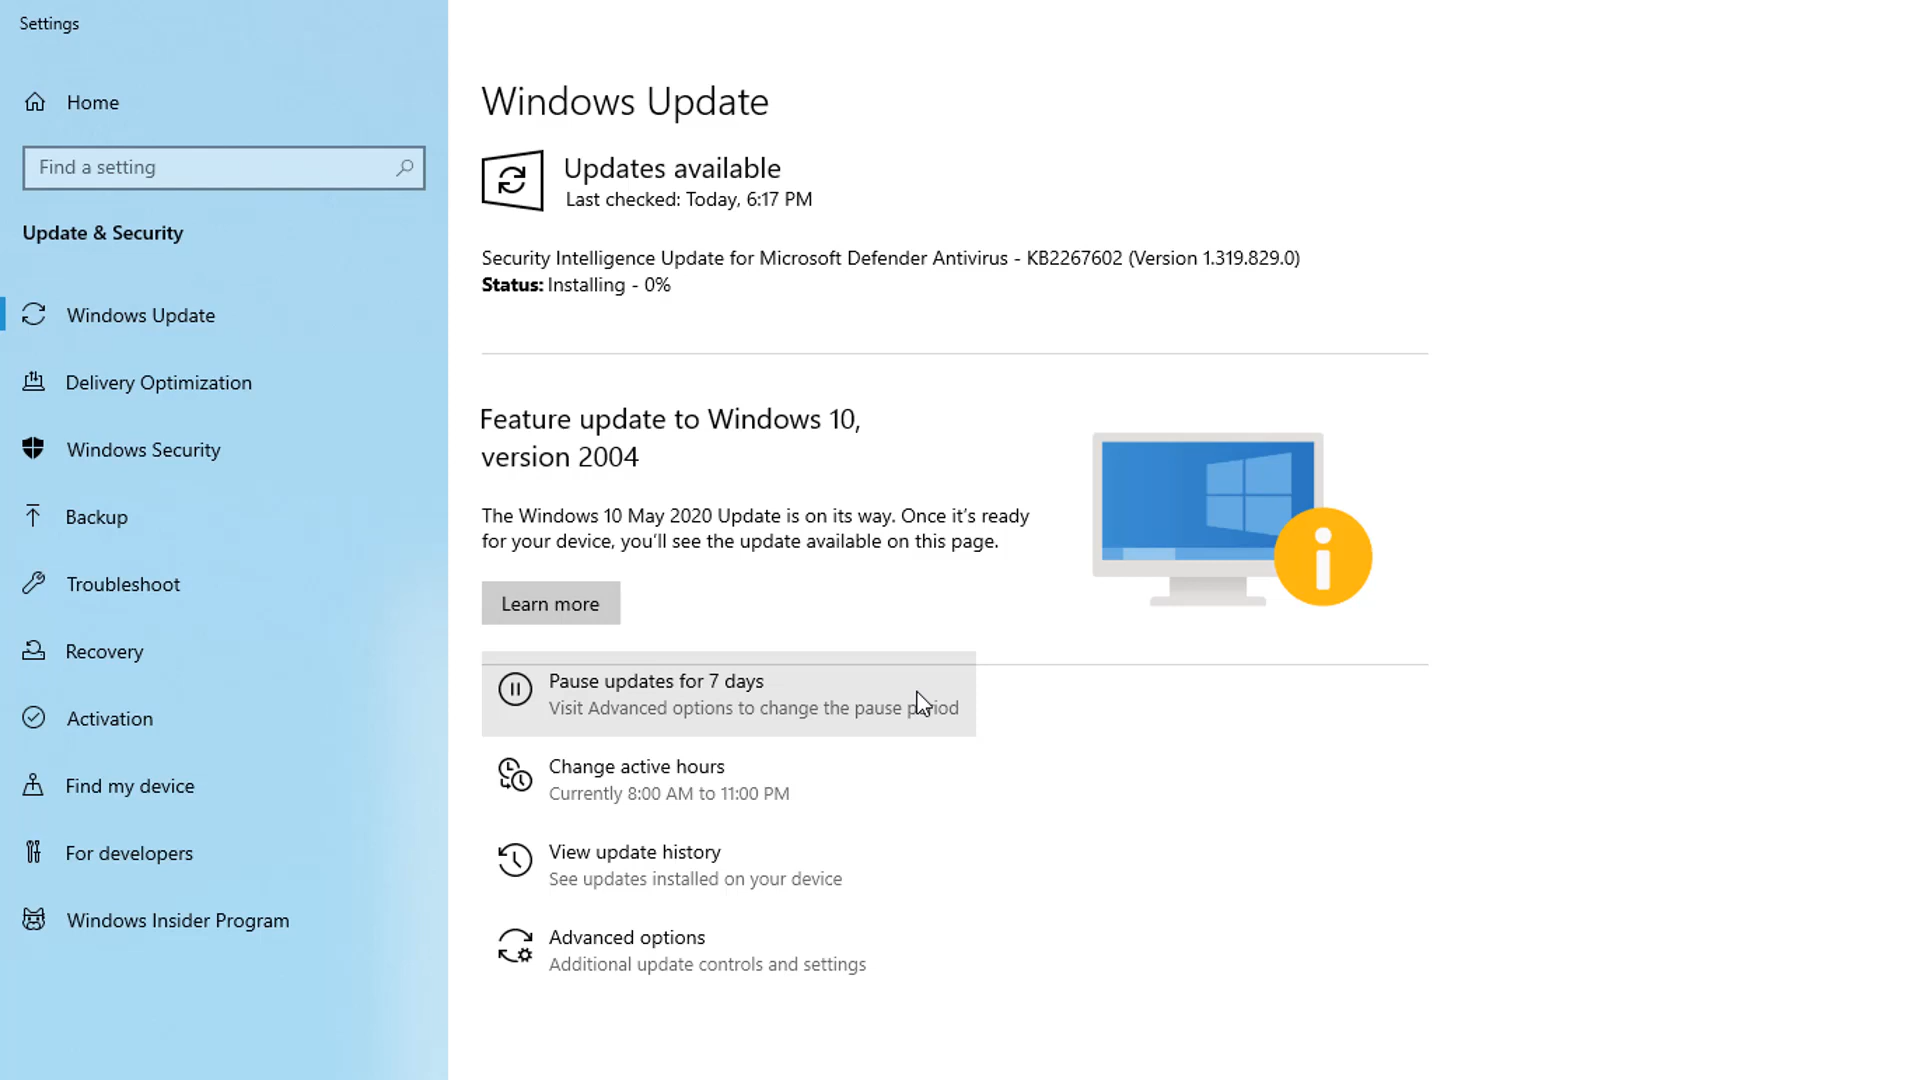 Settings
Home
Find a setting
Update & Security
Windows Update
Delivery Optimization
Windows Security
Backup
Troubleshoot
Recovery
Activation
Find my device
For developers
Windows Insider Program
Windows Update
Updates available
Last checked: Today, 6:17 PM
Security Intelligence Update for Microsoft Defender Antivirus - KB2267602 (Version 1.319.829.0)
Status: Installing - 0%
Feature update to Windows 10,
version 2004
The Windows 10 May 2020 Update is on its way. Once it’s ready
for your device, you’ll see the update available on this page.
Learn more
Pause updates for 7 days
Visit Advanced options to change the pause period
Change active hours
Currently 8:00 AM to 11:00 PM
View update history
See updates installed on your device
Advanced options
Additional update controls and settings